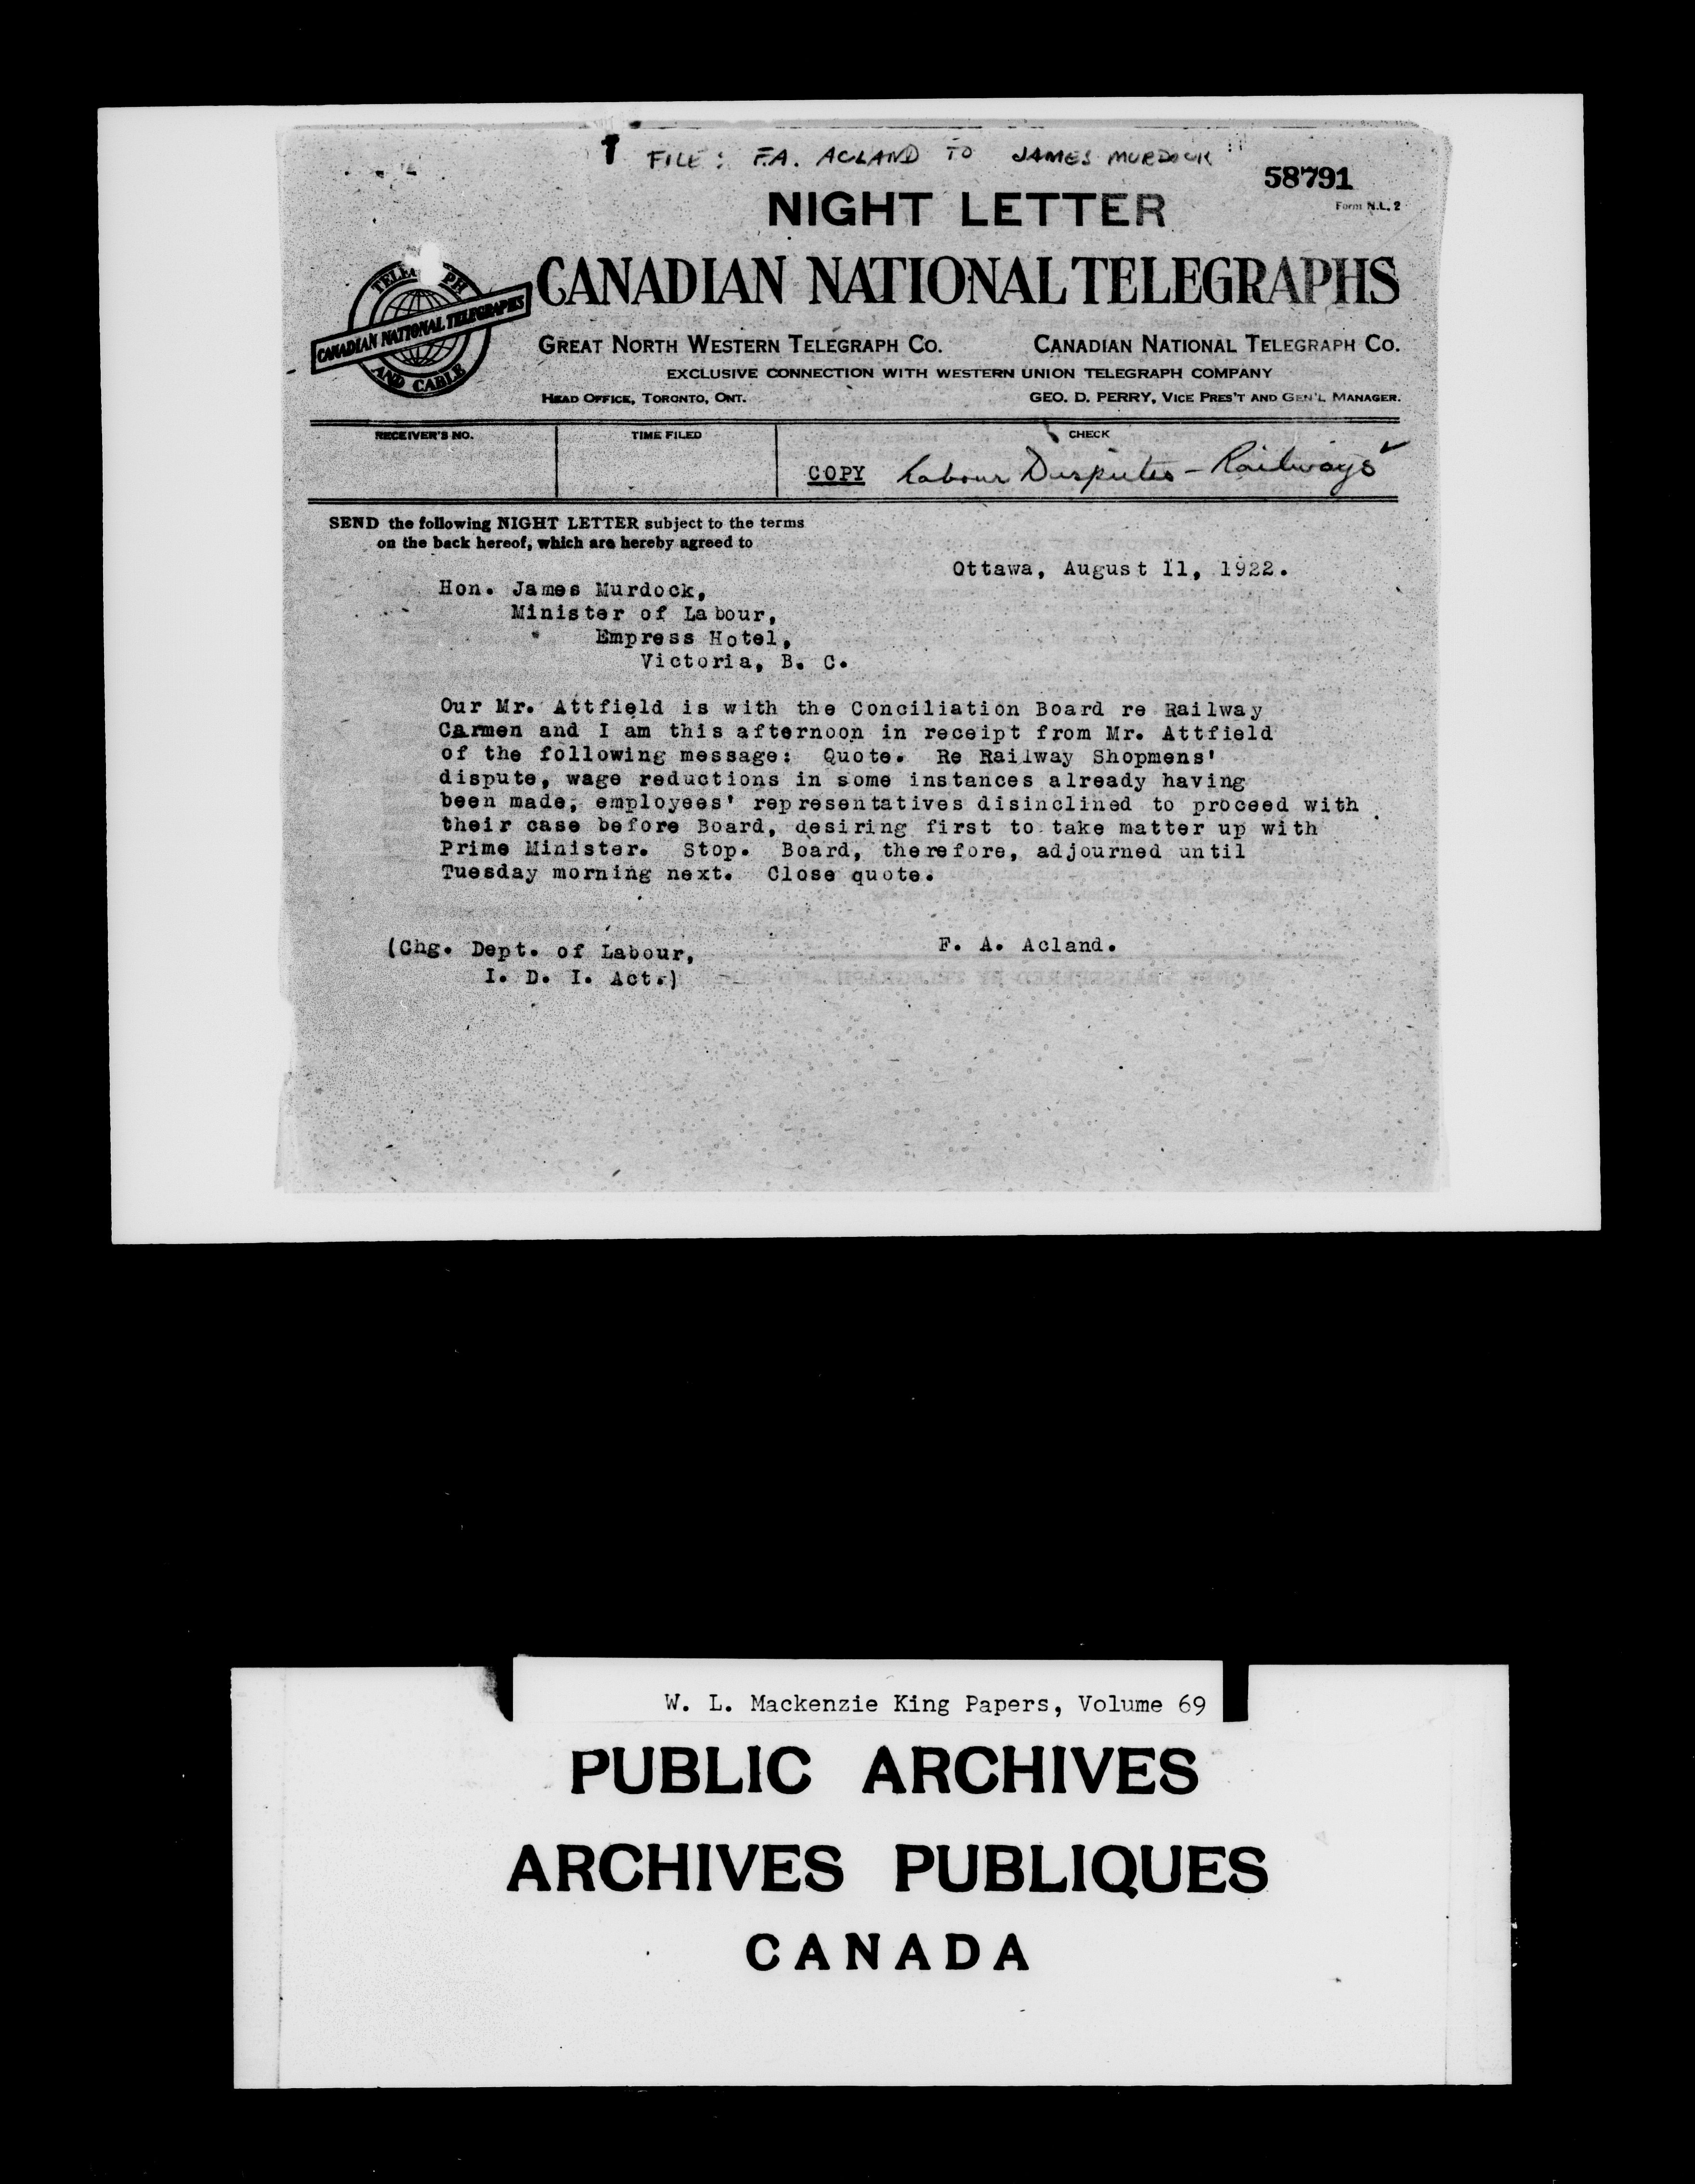 FILE: F.A. ACLAND TO JAMES MURDOCK
58791
NIGHT LETTER
Form N.L. 2
CANADIAN NATIONAL TELEGRAPHS
TELEGRAPH
CANADIAN NATIONAL TELEGRAPHS
AND CABLE
GREAT NORTH WESTERN TELEGRAPH CO. CANADIAN NATIONAL TELEGRAPH CO.
EXCLUSIVE CONNECTION WITH WESTERN UNION TELEGRAPH COMPANY
HEAD OFFICE, TORONTO, ONT. GEO. D. PERRY, VICE PRES'T AND GEN'L MANAGER.
RECEIVER'S NO. TIME FILED CHECK
COPY Labour Disputes - Railways
SEND the following NIGHT LETTER subject to the terms
on the back hereof, which are hereby agreed to
Ottawa, August 11, 1922.
Hon. James Murdock,
Minister of Labour,
Empress Hotel,
Victoria, B. C.
Our Mr. Attfield is with the Conciliation Board re Railway
Carmen and I am this afternoon in receipt from Mr. Attfield
of the following message: Quote. Re Railway Shopmens'
dispute, wage reductions in some instances already having
been made, employees' representatives disinclined to proceed with
their case before Board, desiring first to take matter up with
Prime Minister. Stop. Board, therefore, adjourned until
Tuesday morning next. Close quote.
F. A. Acland.
(Chg. Dept. of Labour,
I. D. I. Act.)
W. L. Mackenzie King Papers, Volume 69
PUBLIC ARCHIVES
ARCHIVES PUBLIQUES
CANADA